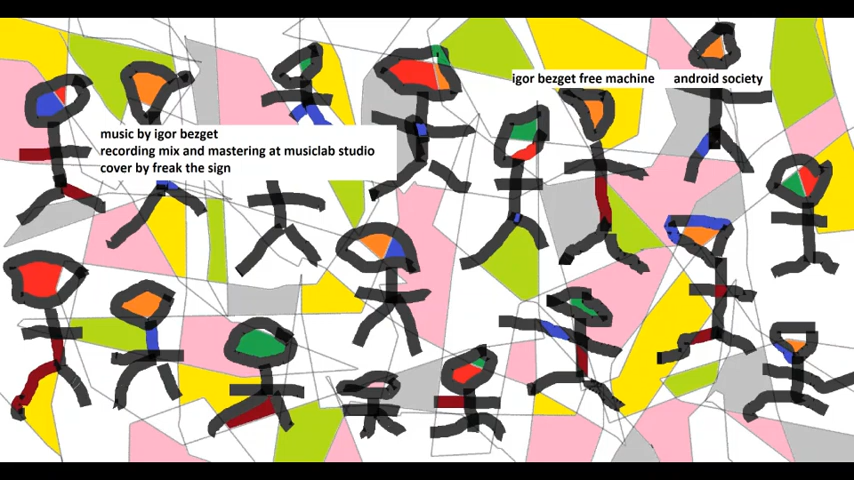 igor bezget free machine android society
music by igor bezget
recording mix and mastering at musiclab studio
cover by freak the sign